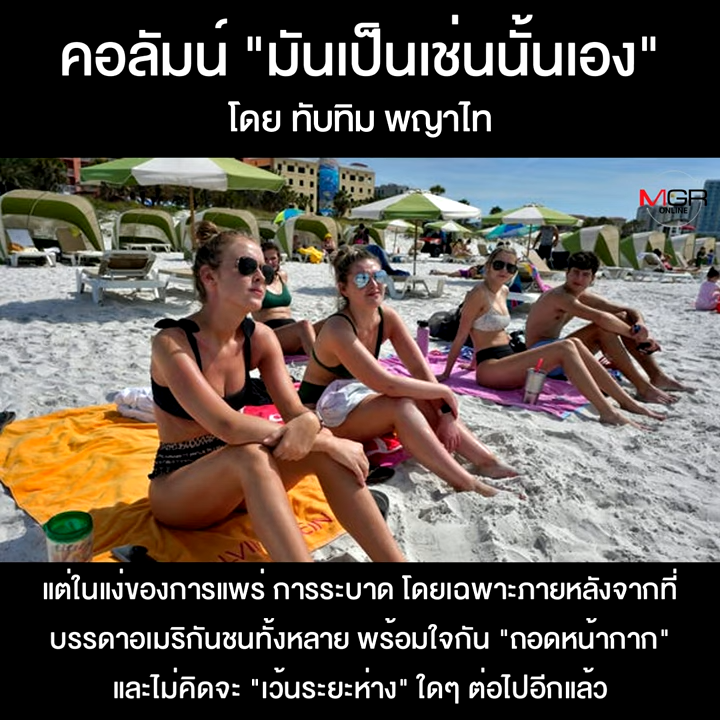 คอลัมน์ "มันเป็นเช่นนั้นเอง"
โดย ทับทิม พญาไท
MGR
ONLINE
แต่ในแง่ของการแพร่ การระบาด โดยเฉพาะภายหลังจากที่
บรรดาอเมริกันชนทั้งหลาย พร้อมใจกัน "ถอดหน้ากาก"
และไม่คิดจะ "เว้นระยะห่าง" ใดๆ ต่อไปอีกแล้ว